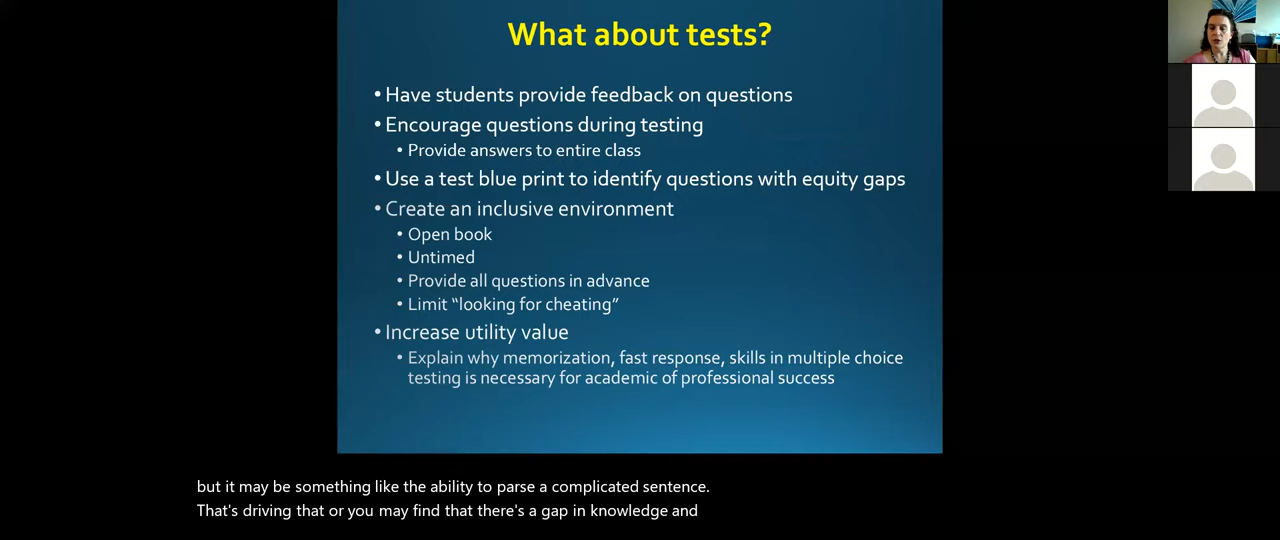 What about tests?
• Have students provide feedback on questions
• Encourage questions during testing
• Provide answers to entire class
• Use a test blue print to identify questions with equity gaps
• Create an inclusive environment
• Open book
• Untimed
• Provide all questions in advance
• Limit “looking for cheating”
• Increase utility value
• Explain why memorization, fast response, skills in multiple choice
testing is necessary for academic of professional success
but it may be something like the ability to parse a complicated sentence.
That's driving that or you may find that there's a gap in knowledge and